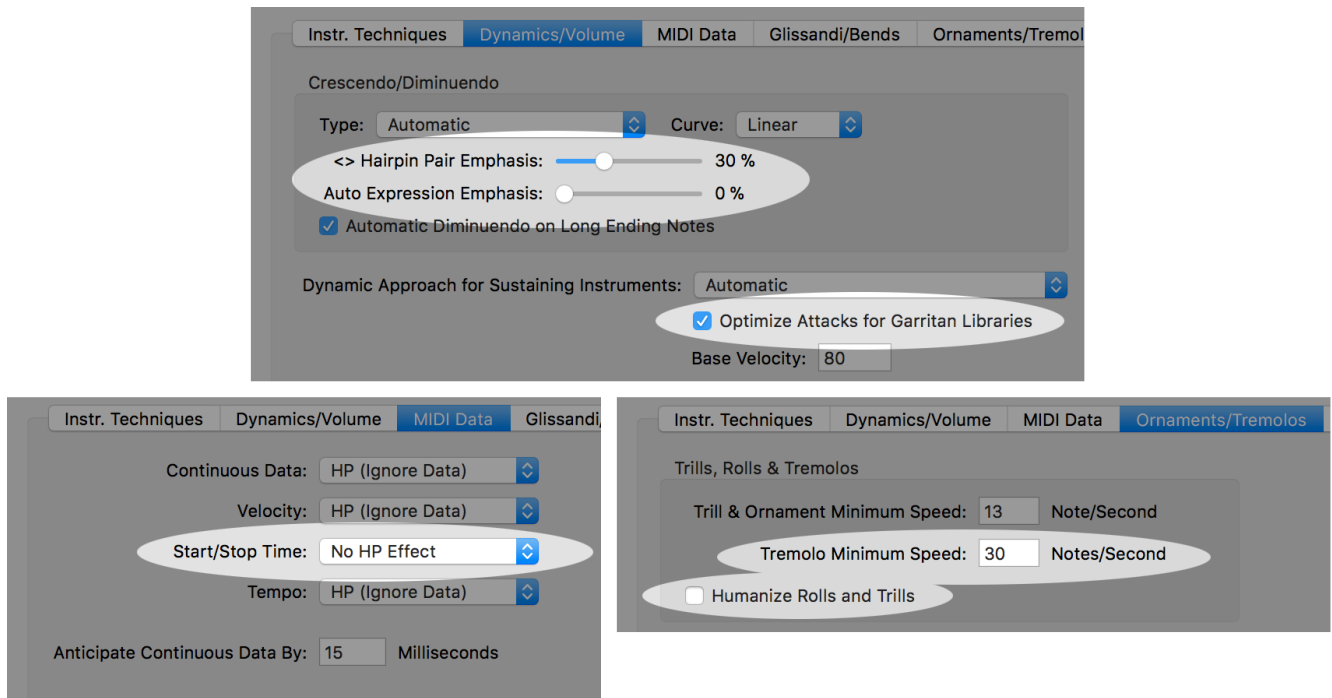 Instr. Techniques Dynamics/Volume MIDI Data Glissandi/Bends Ornaments/Tremol
Crescendo/Diminuendo
Type: Automatic Curve: Linear
<> Hairpin Pair Emphasis: 30 %
Auto Expression Emphasis: 0 %
Automatic Diminuendo on Long Ending Notes
Dynamic Approach for Sustaining Instruments: Automatic
Optimize Attacks for Garritan Libraries
Base Velocity: 80
Instr. Techniques Dynamics/Volume MIDI Data Glissandi/
Continuous Data: HP (Ignore Data)
Velocity: HP (Ignore Data)
Start/Stop Time: No HP Effect
Tempo: HP (Ignore Data)
Anticipate Continuous Data By: 15 Milliseconds
Instr. Techniques Dynamics/Volume MIDI Data Ornaments/Tremolos
Trills, Rolls & Tremolos
Trill & Ornament Minimum Speed: 13 Note/Second
Tremolo Minimum Speed: 30 Notes/Second
Humanize Rolls and Trills